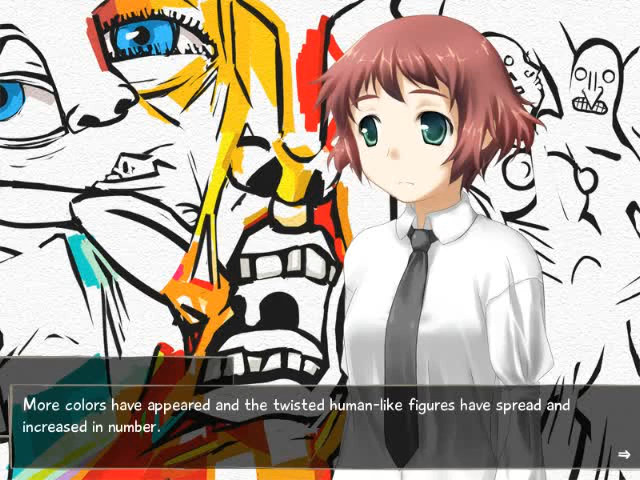 More colors have appeared and the twisted human-like figures have spread and
increased in number.